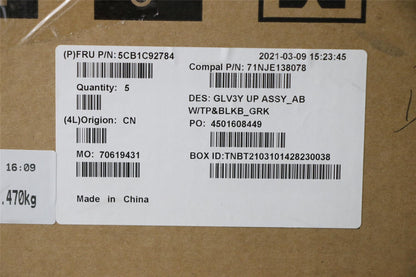 (P)FRU P/N: 5CB1C92784
2021-03-09 15:23:45
Compal P/N: 71NJE138078
Quantity: 5
DES: GLV3Y UP ASSY_AB
W/TP&BLKB_GRK
(4L)Origion: CN
PO: 4501608449
MO: 70619431
BOX ID:TNBT2103101428230038
Made in China
16:09
.470kg